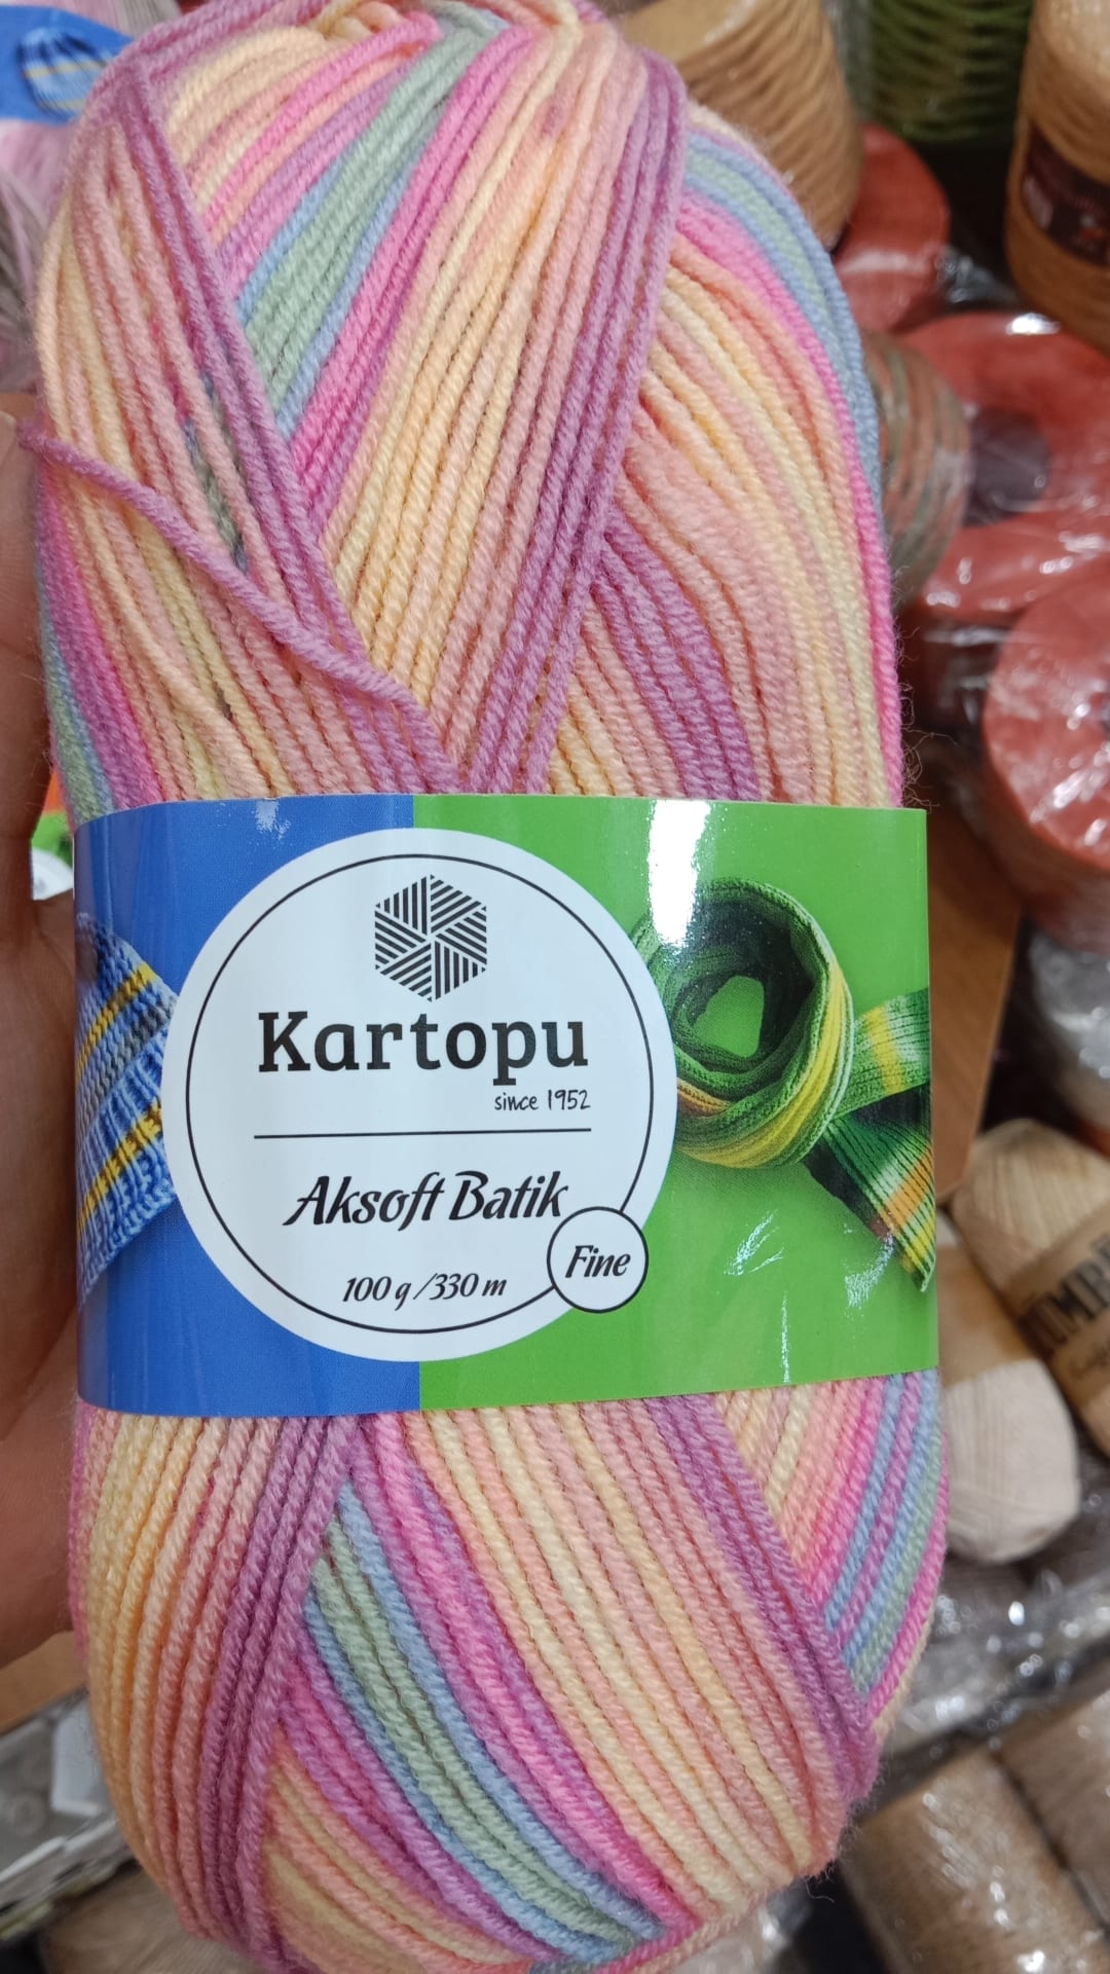 Kartopu
since 1952
Aksoft Batik
Fine
100 g/330 m